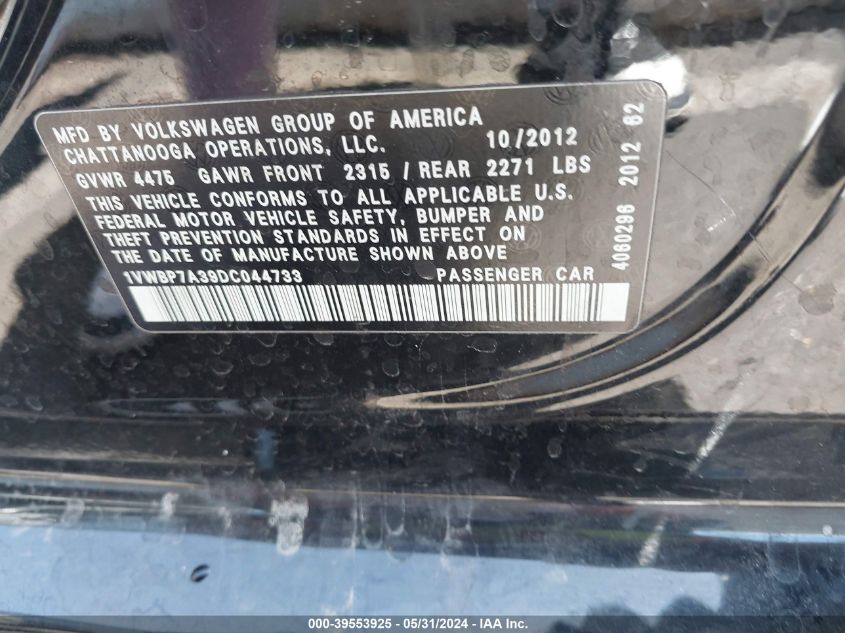 MFD BY VOLKSWAGEN GROUP OF AMERICA
CHATTANOOGA OPERATIONS, LLC. 10/2012
GVWR 4475 GAWR FRONT 2315 / REAR 2271 LBS
THIS VEHICLE CONFORMS TO ALL APPLICABLE U.S.
FEDERAL MOTOR VEHICLE SAFETY, BUMPER AND
THEFT PREVENTION STANDARDS IN EFFECT ON
THE DATE OF MANUFACTURE SHOWN ABOVE
1VWBP7A39DC044733 PASSENGER CAR
4060296 2012 62
000-39553925 - 05/31/2024 - IAA Inc.